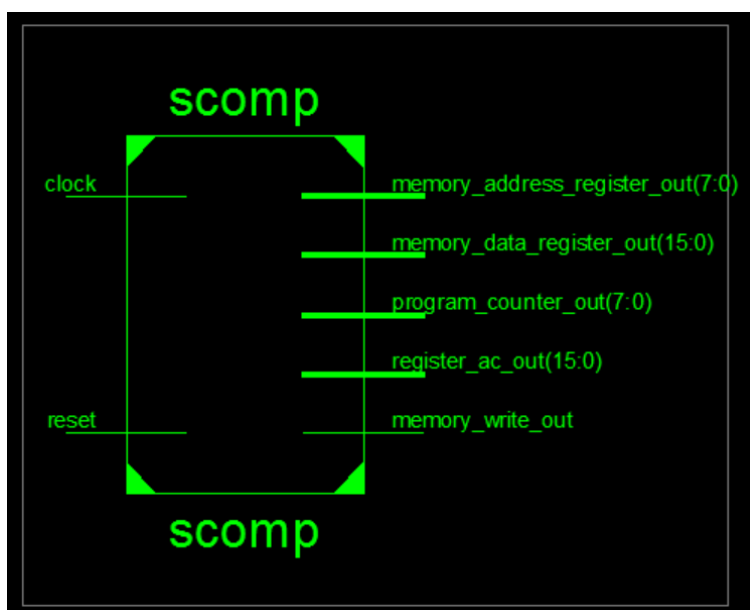 scomp
clock
memory_address_register_out(7:0)
memory_data_register_out(15:0)
program_counter_out(7:0)
register_ac_out(15:0)
reset
memory_write_out
scomp